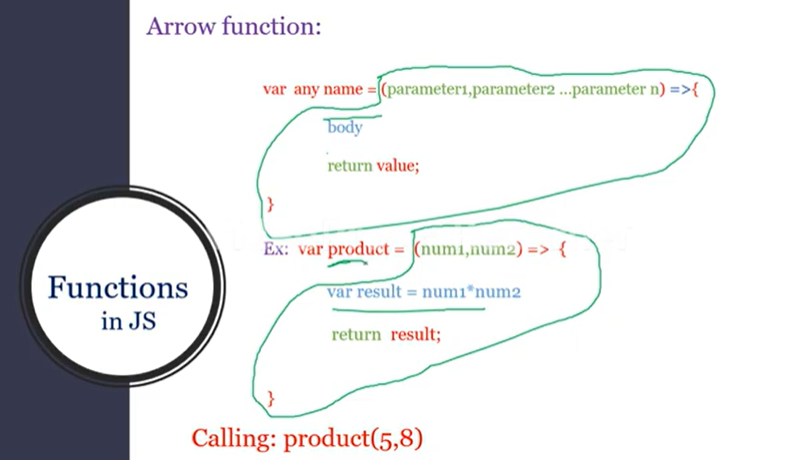 Arrow function:
var any name = (parameter1,parameter2 ...parameter n) =>{
body
return value;
}
Ex: var product = (num1,num2) => {
var result = num1*num2
return result;
}
Functions
in JS
Calling: product(5,8)